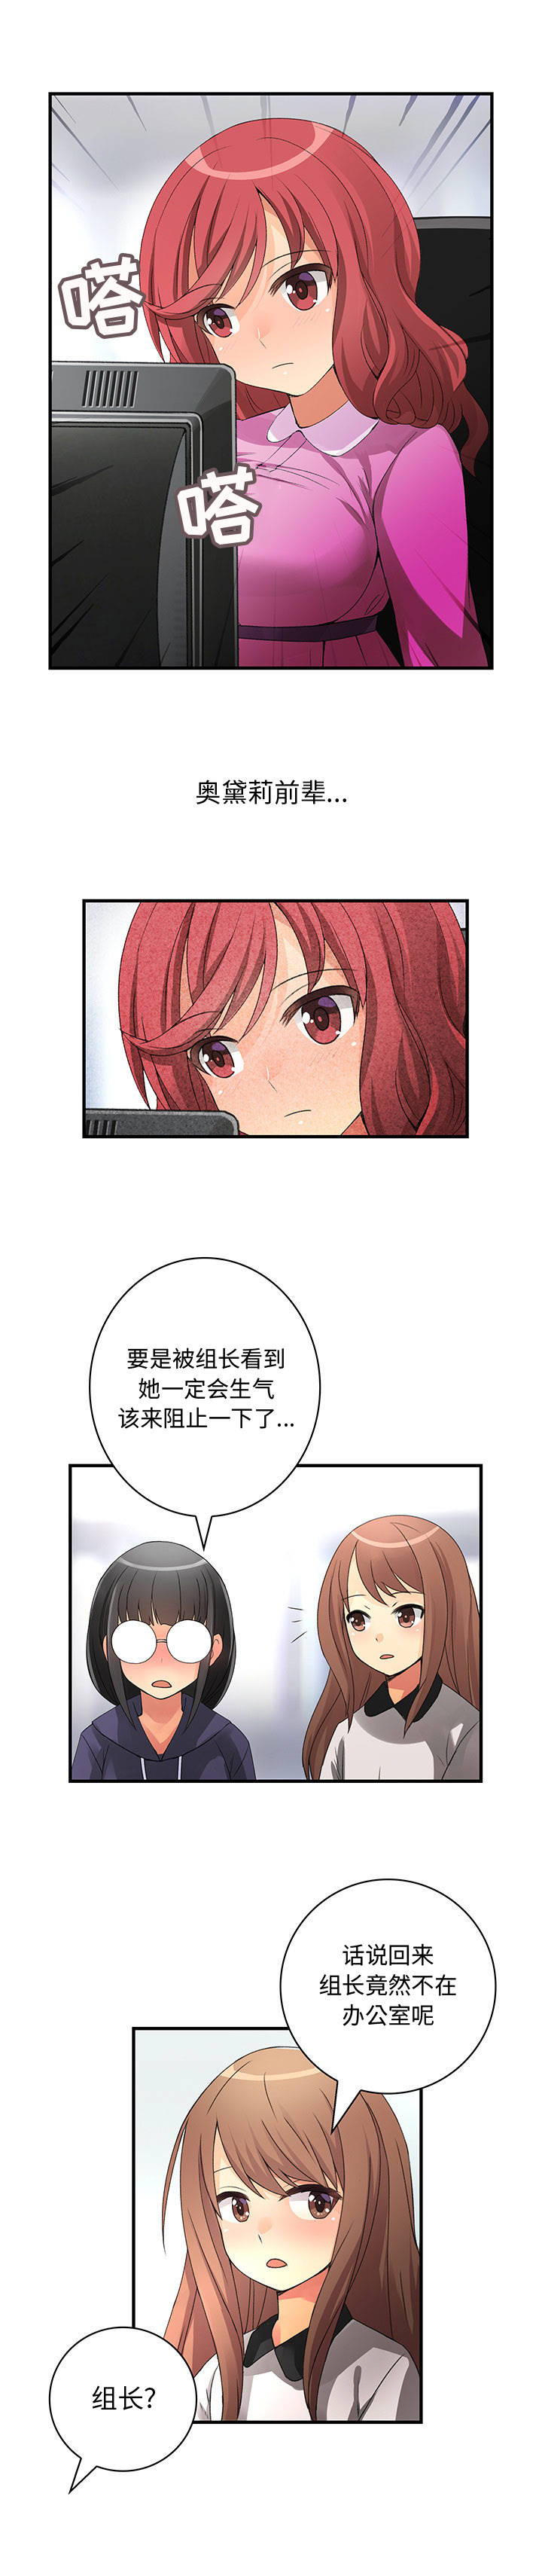 嗒
嗒
奥黛莉前辈...
要是被组长看到
她一定会生气
该来阻止一下了...
话说回来
组长竟然不在
办公室呢
组长?